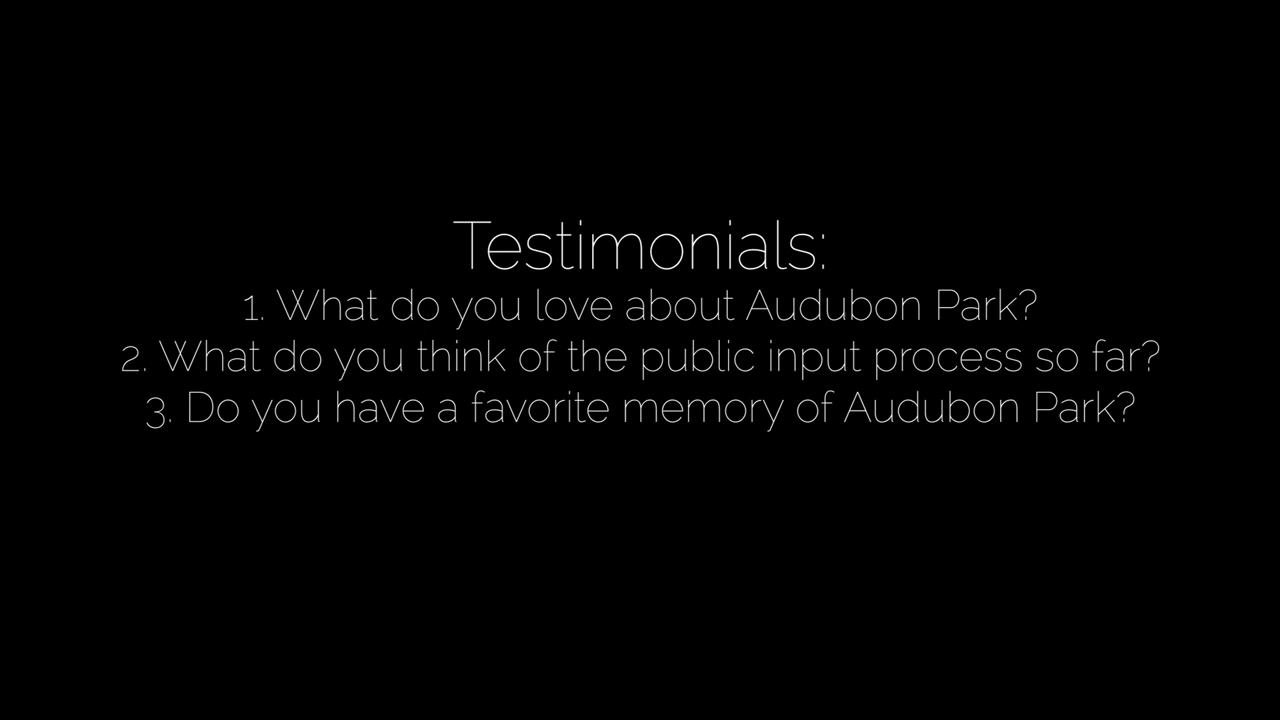 Testimonials:
1. What do you love about Audubon Park?
2. What do you think of the public input process so far?
3. Do you have a favorite memory of Audubon Park?